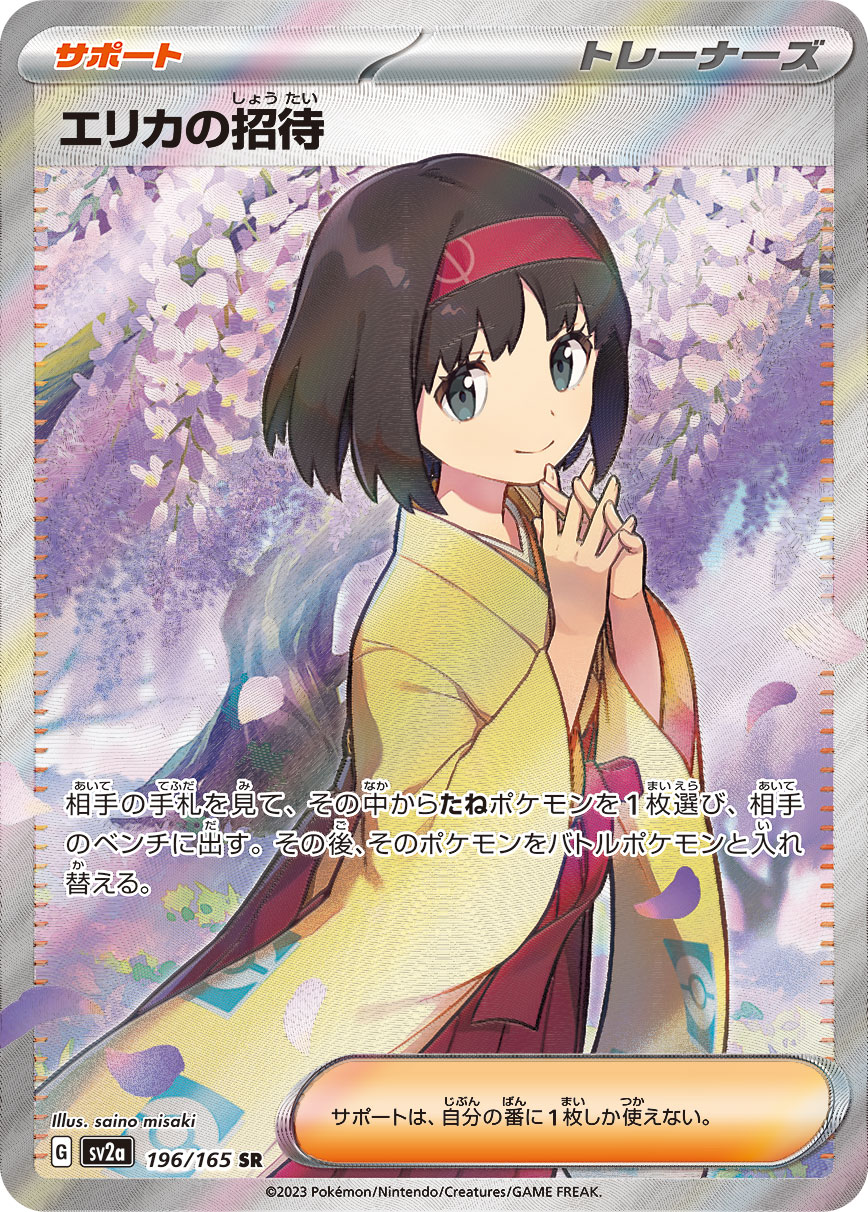 サポート
トレーナーズ
しょうたい
エリカの招待
あいて てふだ み なか まいえら あいて
相手の手札を見て、その中からたねポケモンを1枚選び、相手
だ ご い
のベンチに出す。その後、そのポケモンをバトルポケモンと入れ
か
替える。
じぶん ばん まい つか
サポートは、自分の番に1枚しか使えない。
Illus. saino misaki
G sv2a 196/165 SR
©2023 Pokémon/Nintendo/Creatures/GAME FREAK.